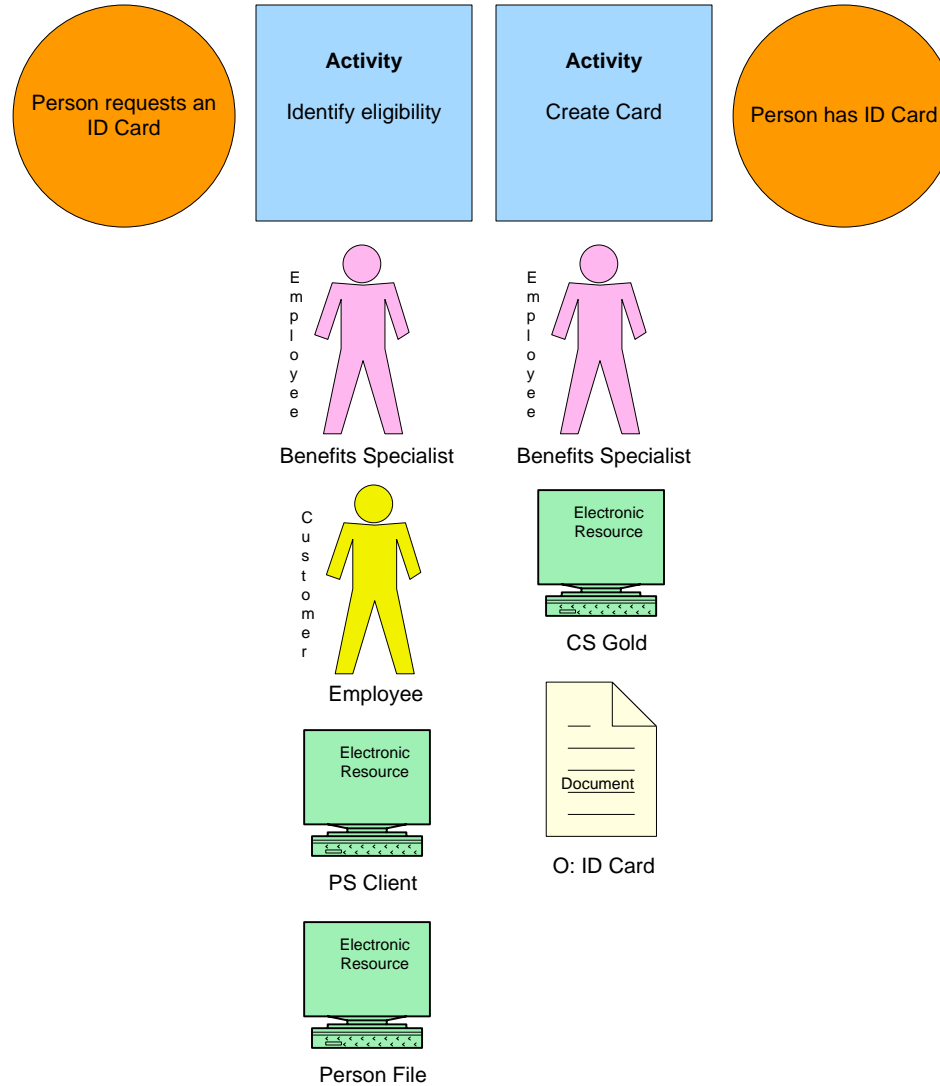 Person requests an
ID Card
Activity
Identify eligibility
Activity
Create Card
Person has ID Card
Employee
Benefits Specialist
Employee
Benefits Specialist
Customer
Employee
Electronic
Resource
CS Gold
Electronic
Resource
PS Client
Document
O: ID Card
Electronic
Resource
Person File